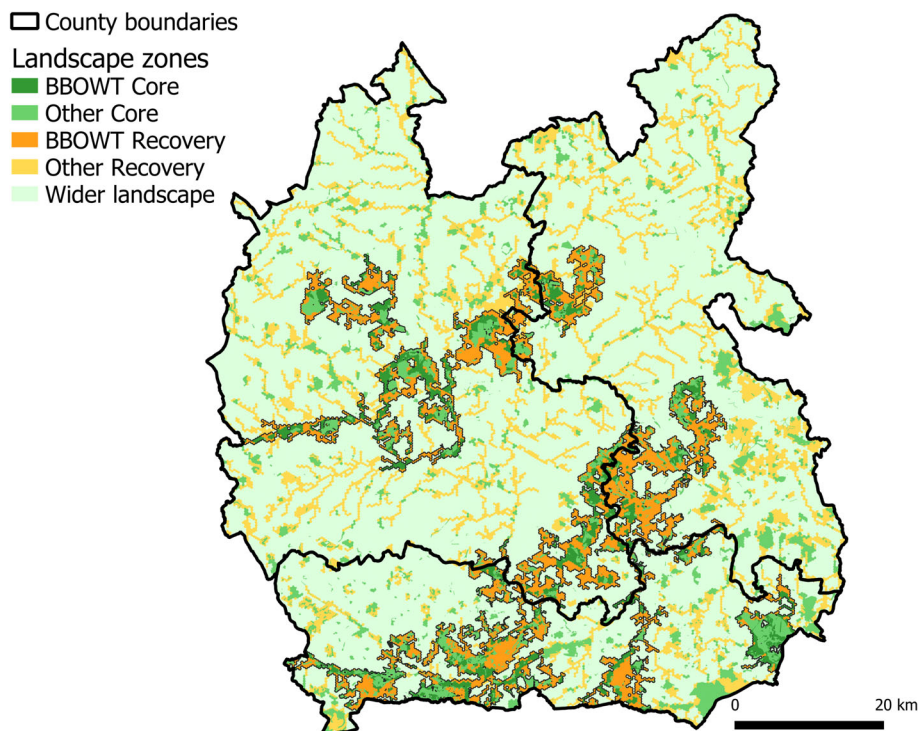 County boundaries
Landscape zones
BBOWT Core
Other Core
BBOWT Recovery
Other Recovery
Wider landscape
0 20 km